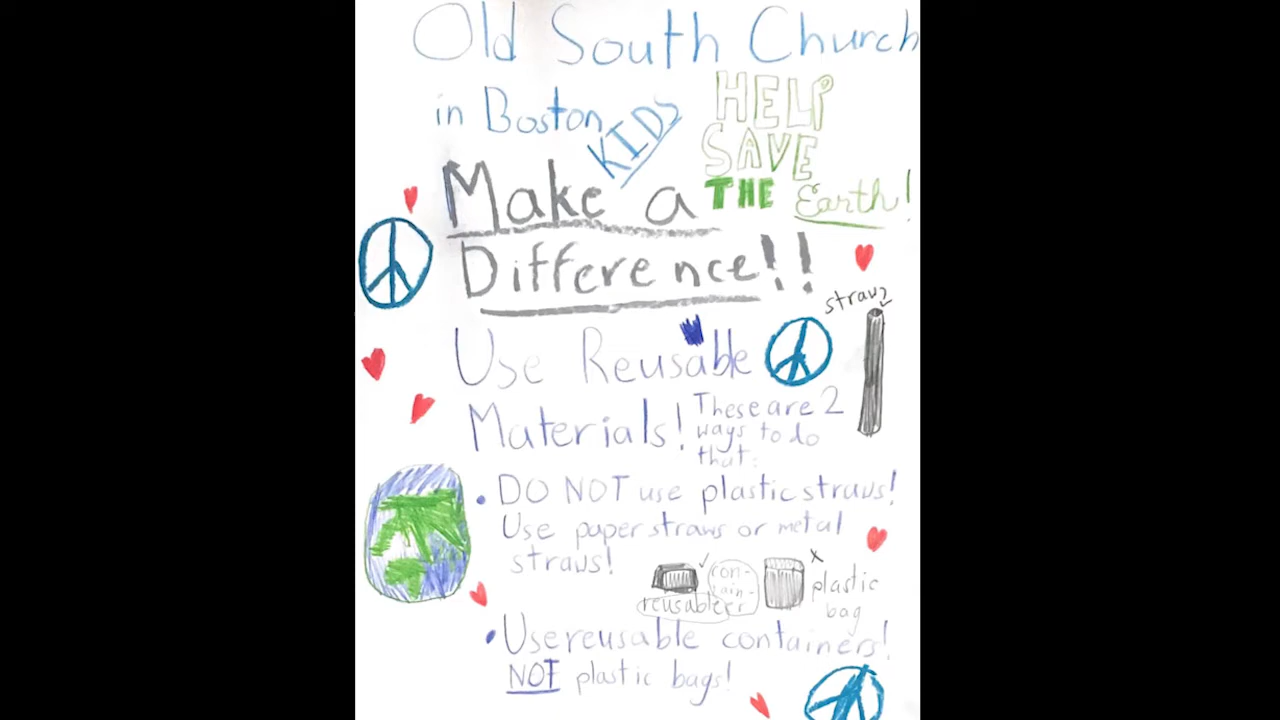 Old South Church
in Boston
KIDS
HELP
SAVE
THE Earth!
Make a
Difference!!
straw
Use Reusable
Materials!
These are 2
ways to do
that:
• DO NOT use plastic straws!
Use paper straws or metal
straws!
✓
reusable
con-
tain-
er
x
plastic
bag
• Use reusable containers!
NOT plastic bags!